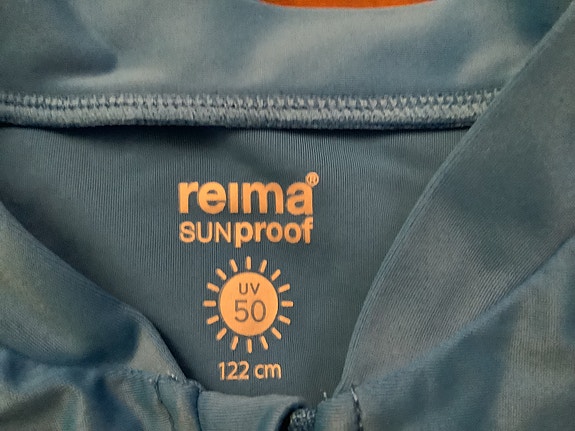 reima®
SUNproof
UV
50
122 cm